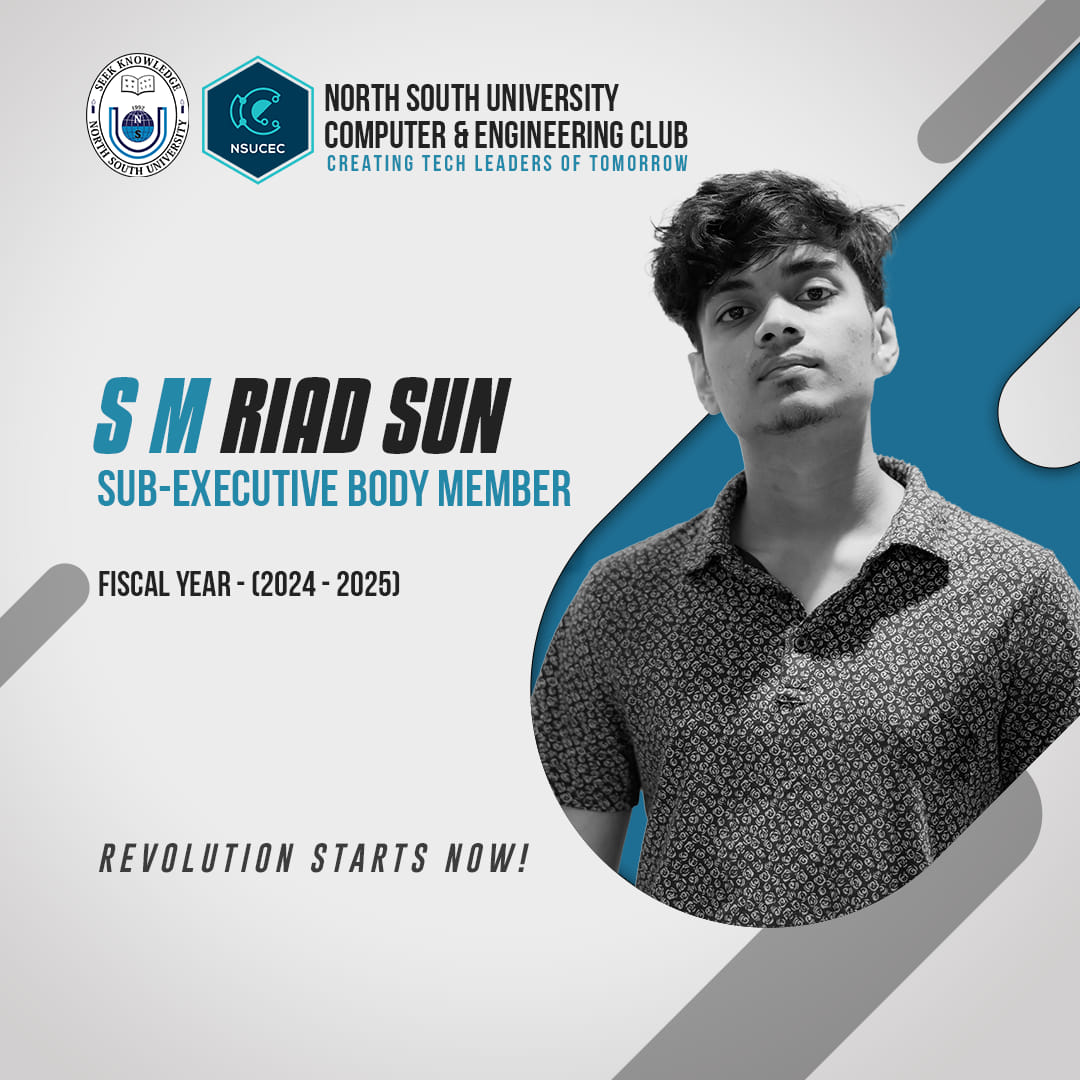 SEEK KNOWLEDGE
1992
N S
NORTH SOUTH UNIVERSITY
NSUCEC
NORTH SOUTH UNIVERSITY
COMPUTER & ENGINEERING CLUB
CREATING TECH LEADERS OF TOMORROW
S M RIAD SUN
SUB-EXECUTIVE BODY MEMBER
FISCAL YEAR - (2024 - 2025)
REVOLUTION STARTS NOW!